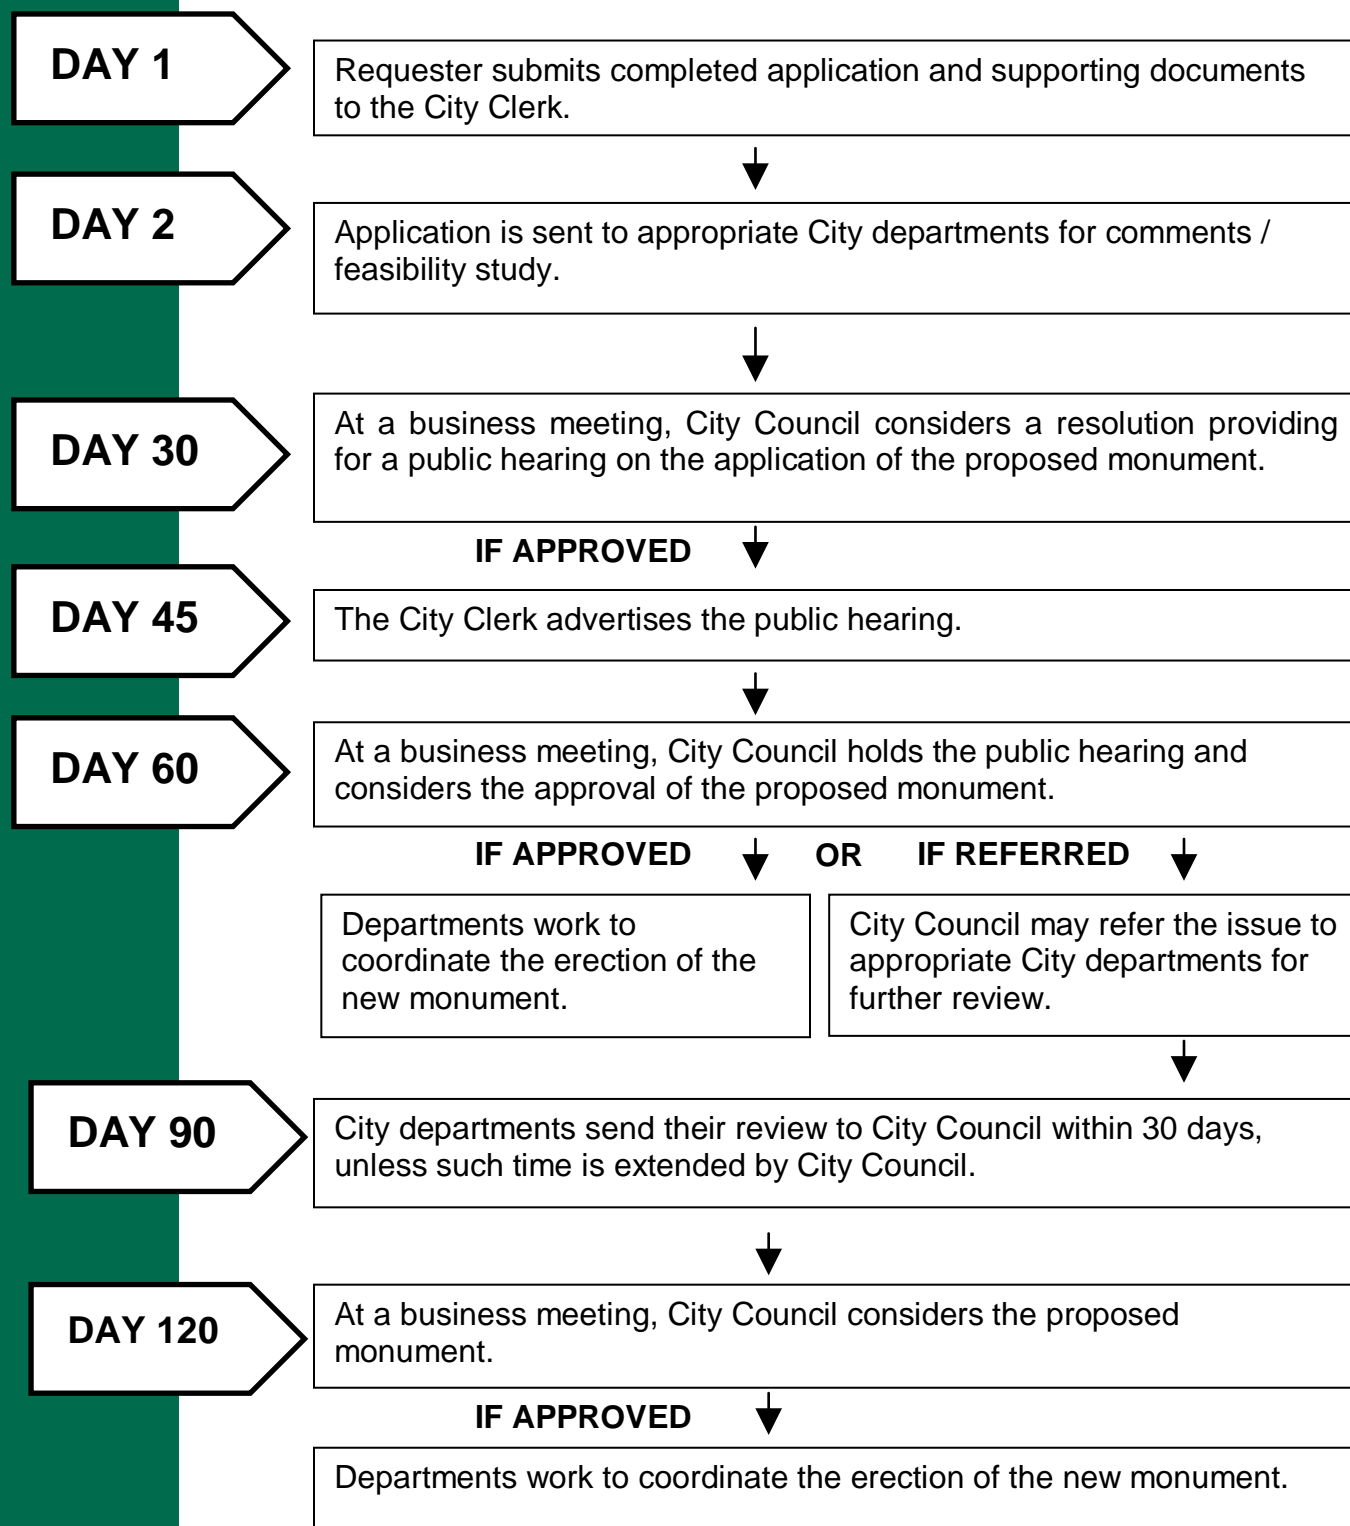 DAY 1
Requester submits completed application and supporting documents
to the City Clerk.
DAY 2
Application is sent to appropriate City departments for comments /
feasibility study.
DAY 30
At a business meeting, City Council considers a resolution providing
for a public hearing on the application of the proposed monument.
IF APPROVED
DAY 45
The City Clerk advertises the public hearing.
DAY 60
At a business meeting, City Council holds the public hearing and
considers the approval of the proposed monument.
IF APPROVED OR IF REFERRED
Departments work to
coordinate the erection of the
new monument.
City Council may refer the issue to
appropriate City departments for
further review.
DAY 90
City departments send their review to City Council within 30 days,
unless such time is extended by City Council.
DAY 120
At a business meeting, City Council considers the proposed
monument.
IF APPROVED
Departments work to coordinate the erection of the new monument.